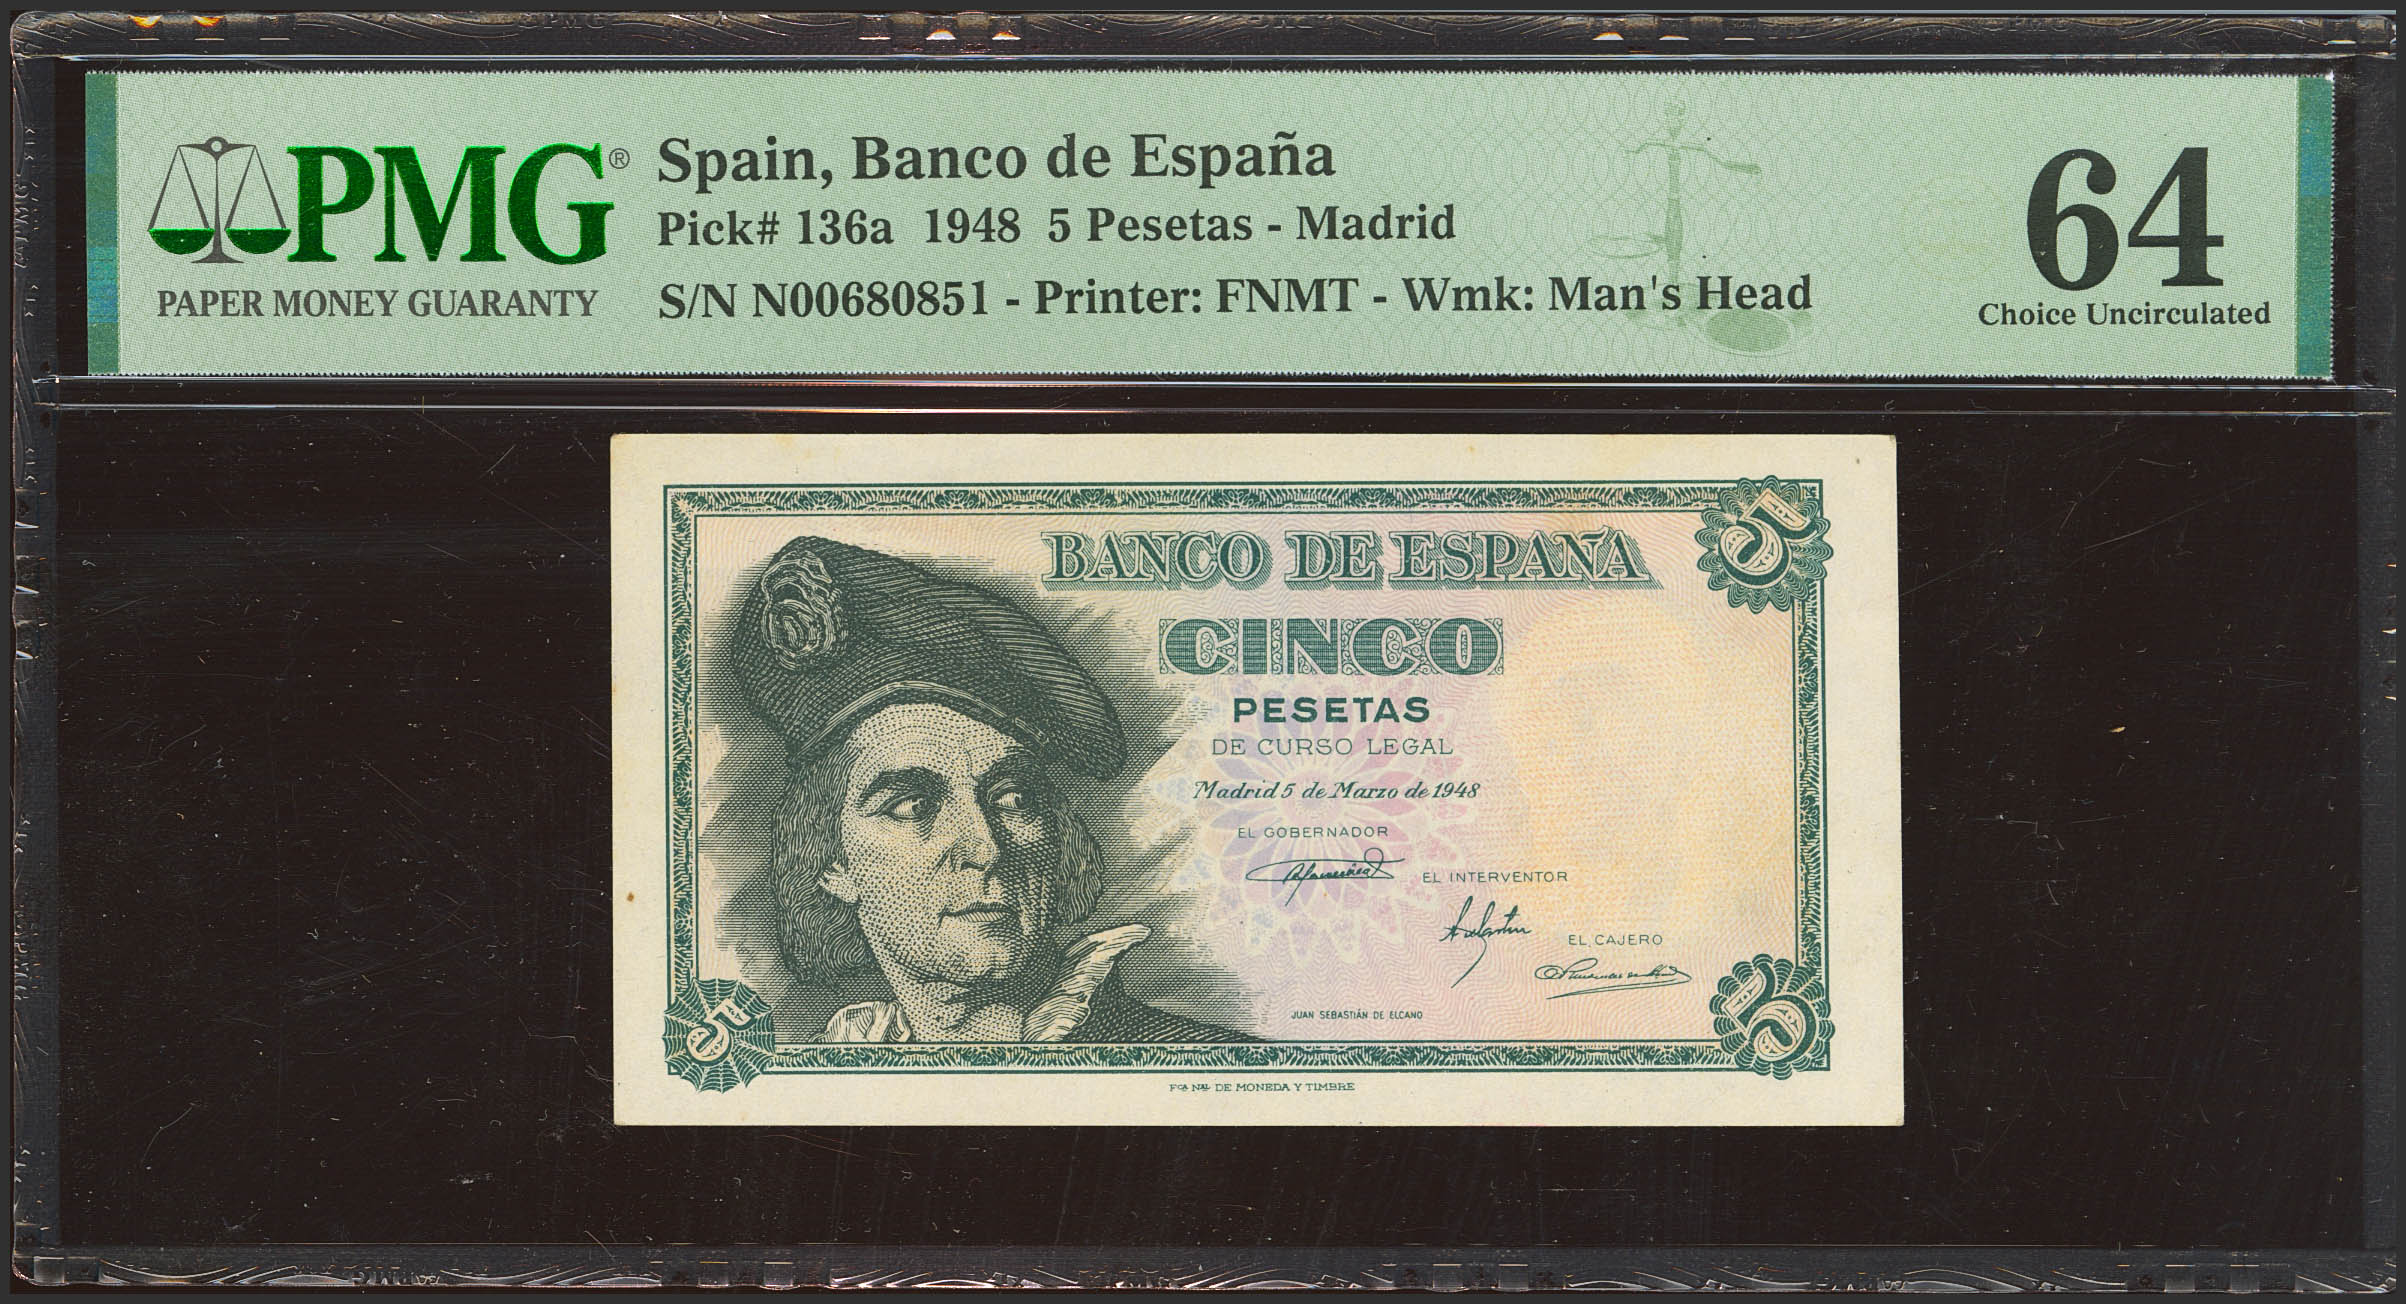 PMG®
PAPER MONEY GUARANTY
Spain, Banco de España
Pick# 136a 1948 5 Pesetas - Madrid
S/N N00680851 - Printer: FNMT - Wmk: Man's Head
64
Choice Uncirculated
5
BANCO DE ESPAÑA
CINCO
PESETAS
DE CURSO LEGAL
Madrid 5 de Marzo de 1948
EL GOBERNADOR
EL INTERVENTOR
EL CAJERO
JUAN SEBASTIÁN DE ELCANO
5
5
FCA NAL DE MONEDA Y TIMBRE